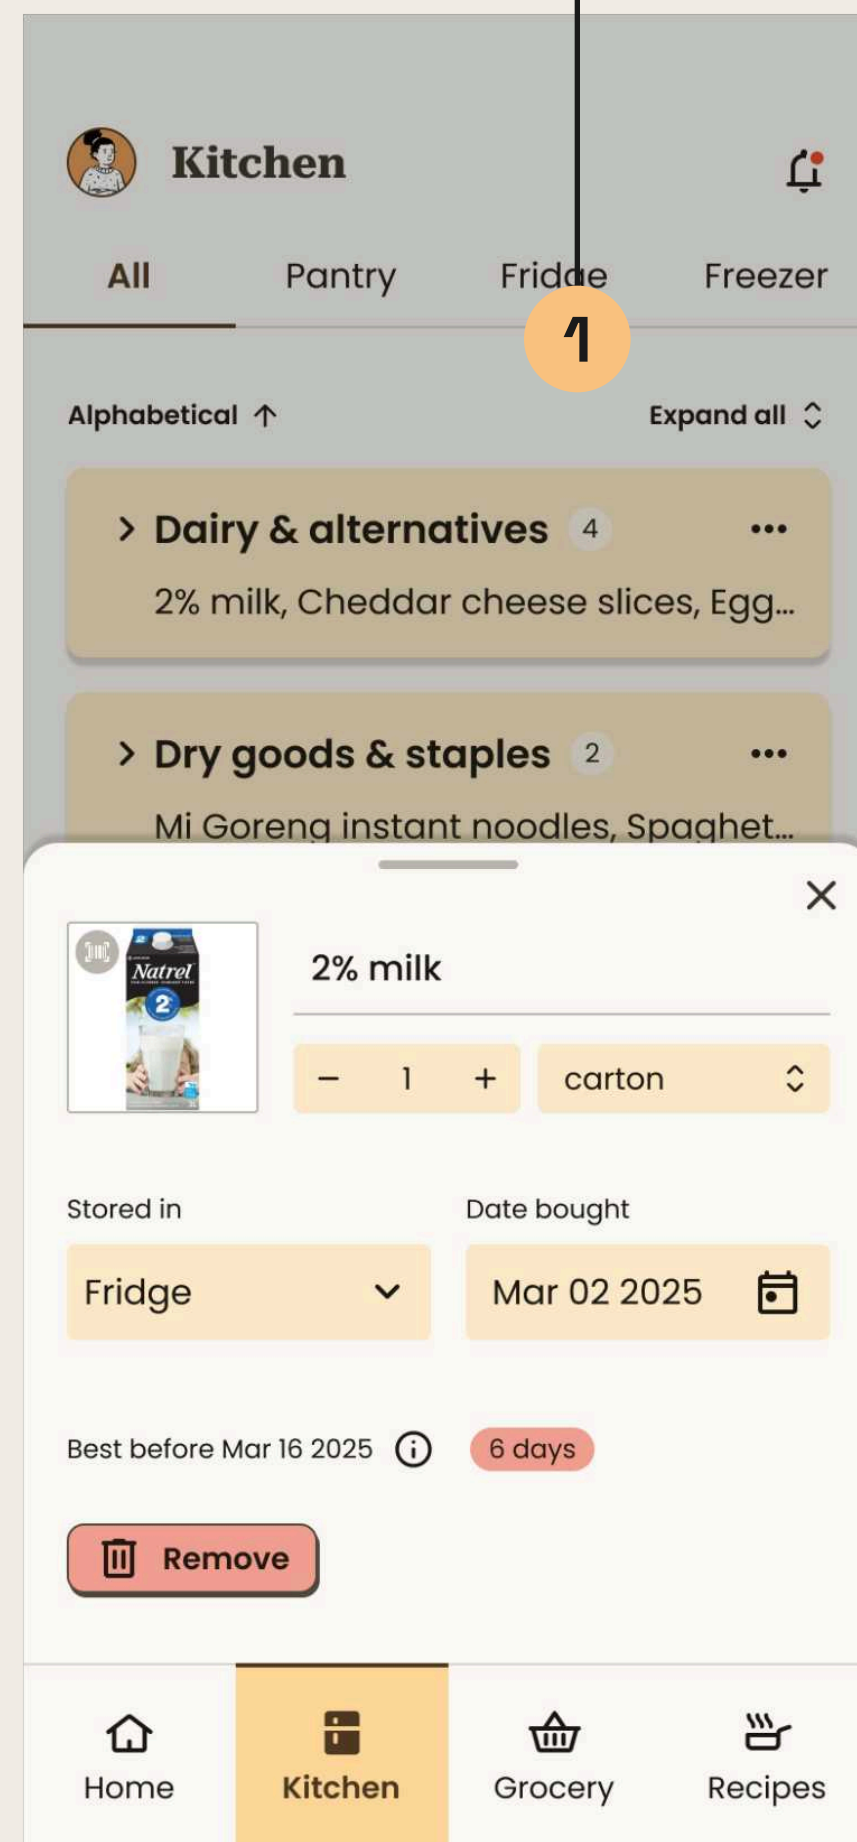 Kitchen
All Pantry Fridge Freezer
1
Alphabetical Expand all
Dairy & alternatives 4
2% milk, Cheddar cheese slices, Egg...
Dry goods & staples 2
Mi Goreng instant noodles, Spaghet...
2
Natrel
2
2% milk
1 carton
Stored in Date bought
Fridge Mar 02 2025
Best before Mar 16 2025 6 days
Remove
Home Kitchen Grocery Recipes